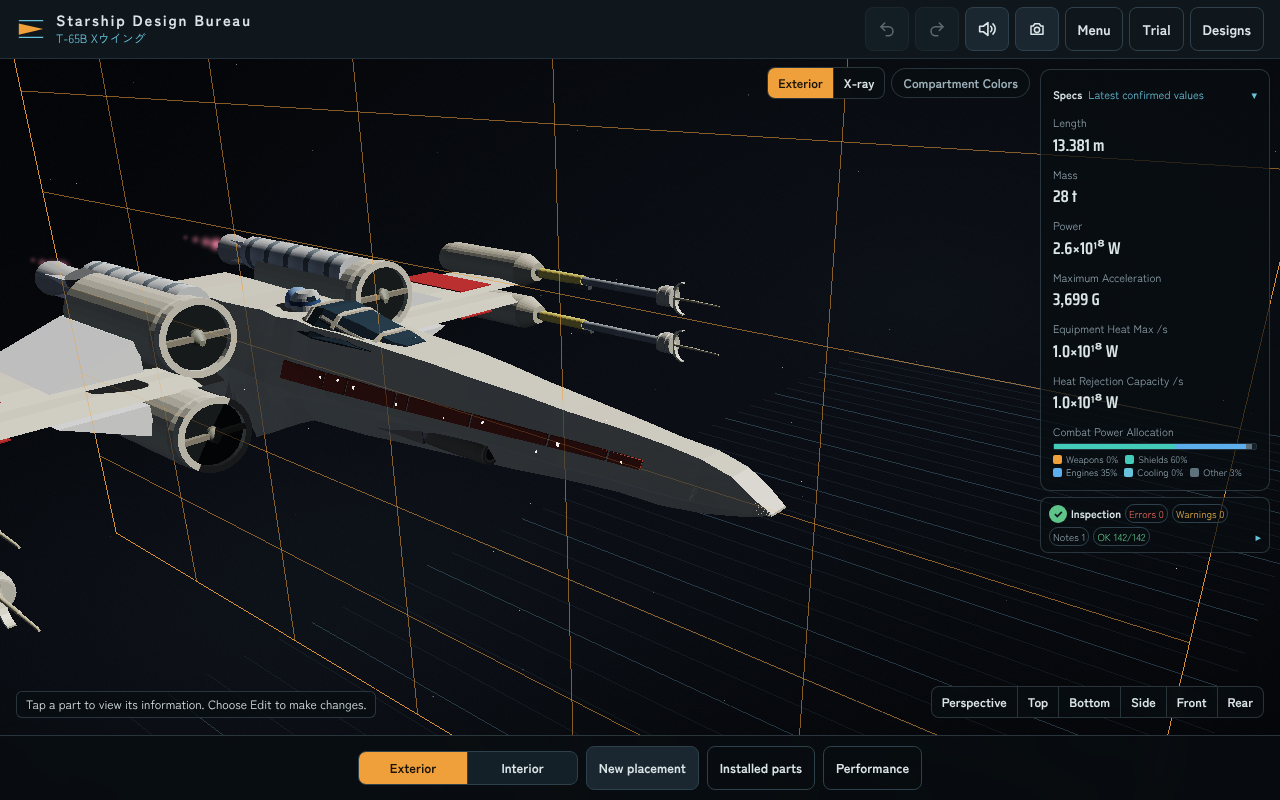 Starship Design Bureau
T-65B Xウイング
Menu
Trial
Designs
Exterior
X-ray
Compartment Colors
Specs Latest confirmed values
Length
13.381 m
Mass
28 t
Power
2.6×10¹⁸ W
Maximum Acceleration
3,699 G
Equipment Heat Max /s
1.0×10¹⁸ W
Heat Rejection Capacity /s
1.0×10¹⁸ W
Combat Power Allocation
Weapons 0% Shields 60%
Engines 35% Cooling 0% Other 3%
Inspection Errors 0 Warnings 0
Notes 1 OK 142/142
Tap a part to view its information. Choose Edit to make changes.
Perspective Top Bottom Side Front Rear
Exterior Interior New placement Installed parts Performance